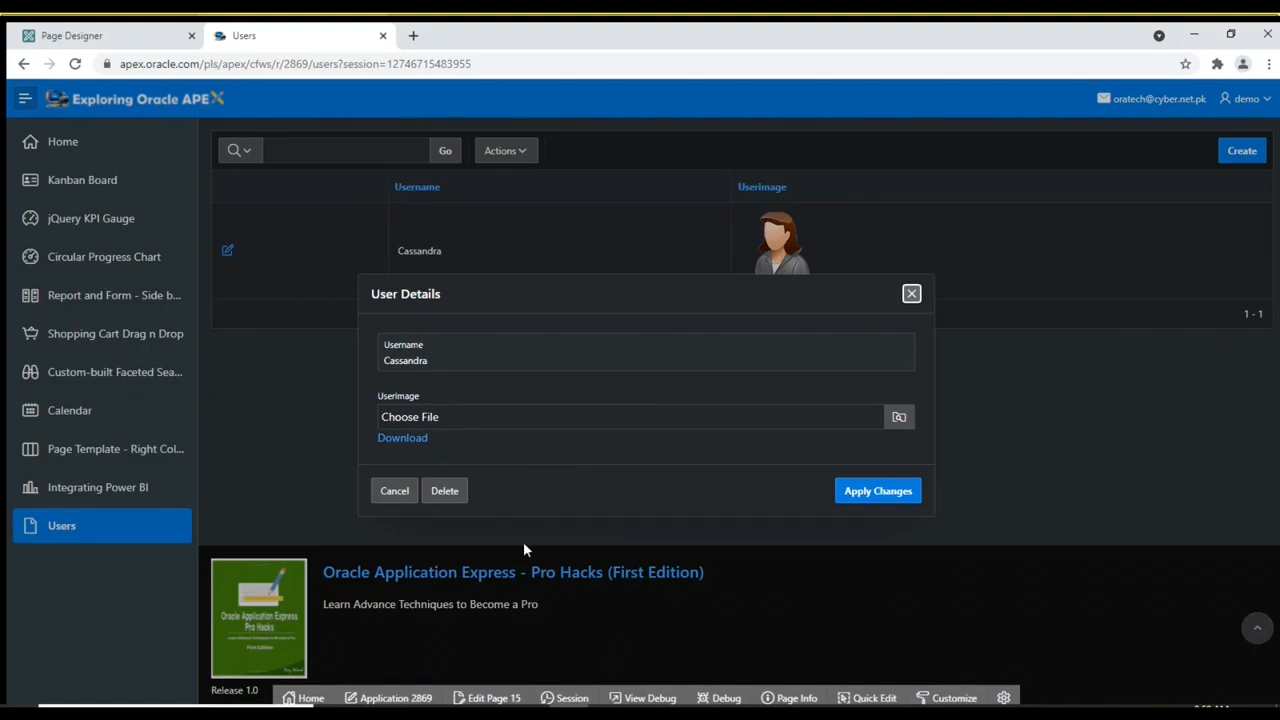 Page Designer
Users
apex.oracle.com/pls/apex/cfws/r/2869/users?session=12746715483955
Exploring Oracle APEX
oratech@cyber.net.pk
demo
Home
Kanban Board
jQuery KPI Gauge
Circular Progress Chart
Report and Form - Side b...
Shopping Cart Drag n Drop
Custom-built Faceted Sea...
Calendar
Page Template - Right Col...
Integrating Power BI
Users
Go
Actions
Create
Username
Userimage
Cassandra
1 - 1
User Details
Username
Cassandra
Userimage
Choose File
Download
Cancel
Delete
Apply Changes
Oracle Application Express
Pro Hacks
First Edition
Oracle Application Express - Pro Hacks (First Edition)
Learn Advance Techniques to Become a Pro
Release 1.0
Home
Application 2869
Edit Page 15
Session
View Debug
Debug
Page Info
Quick Edit
Customize